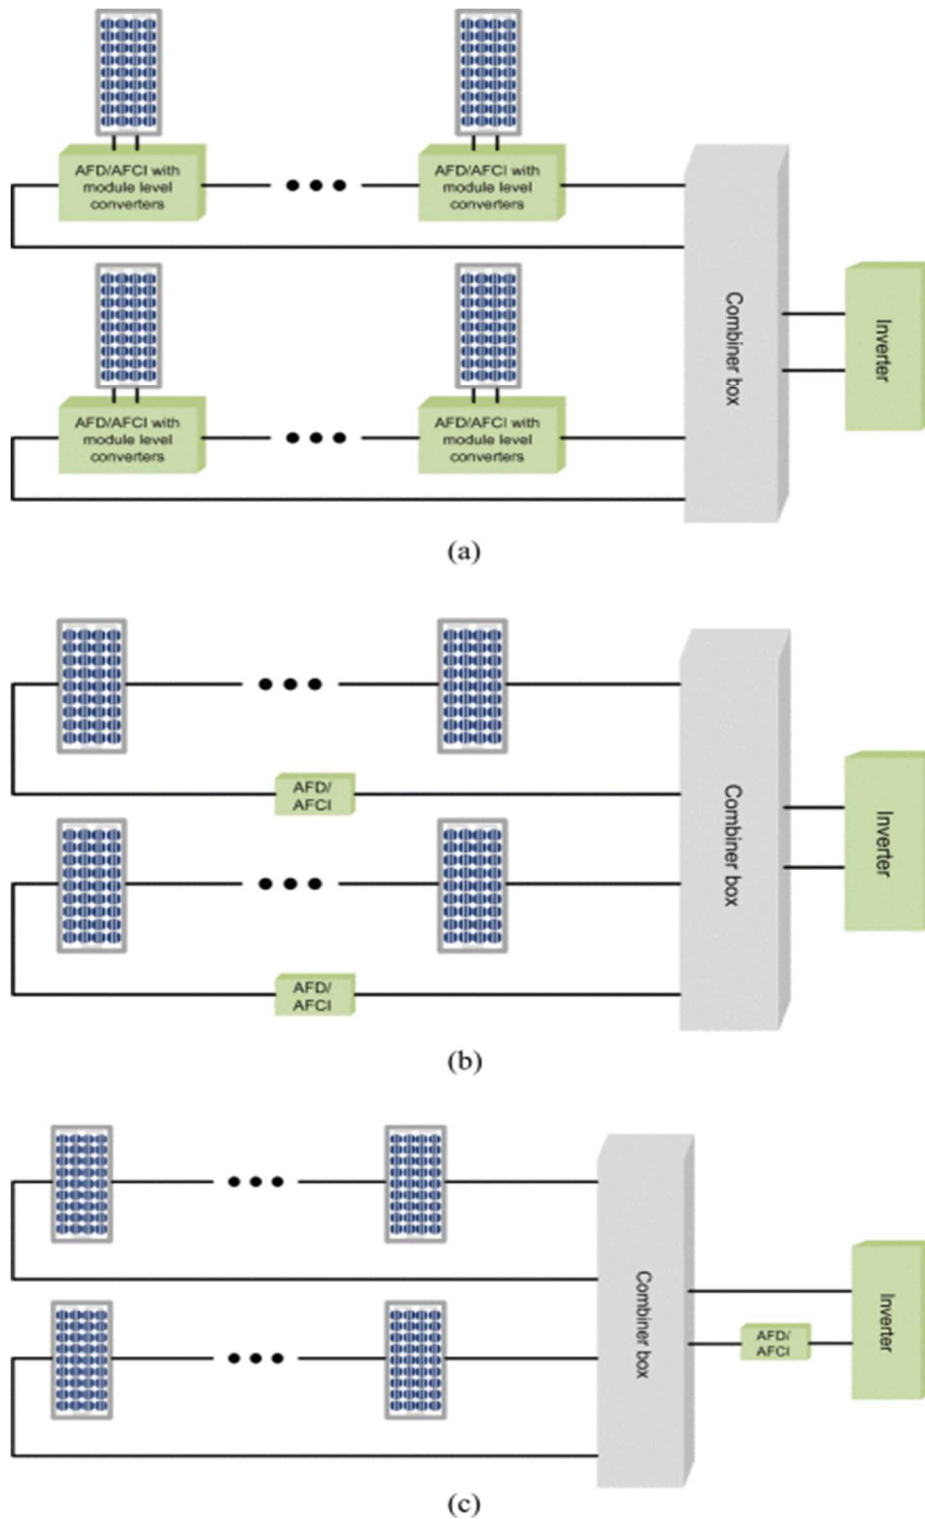 AFD/AFCI with
module level
converters
AFD/AFCI with
module level
converters
AFD/AFCI with
module level
converters
AFD/AFCI with
module level
converters
Combiner box
Inverter
(a)
AFD/
AFCI
AFD/
AFCI
Combiner box
Inverter
(b)
Combiner box
AFD/
AFCI
Inverter
(c)